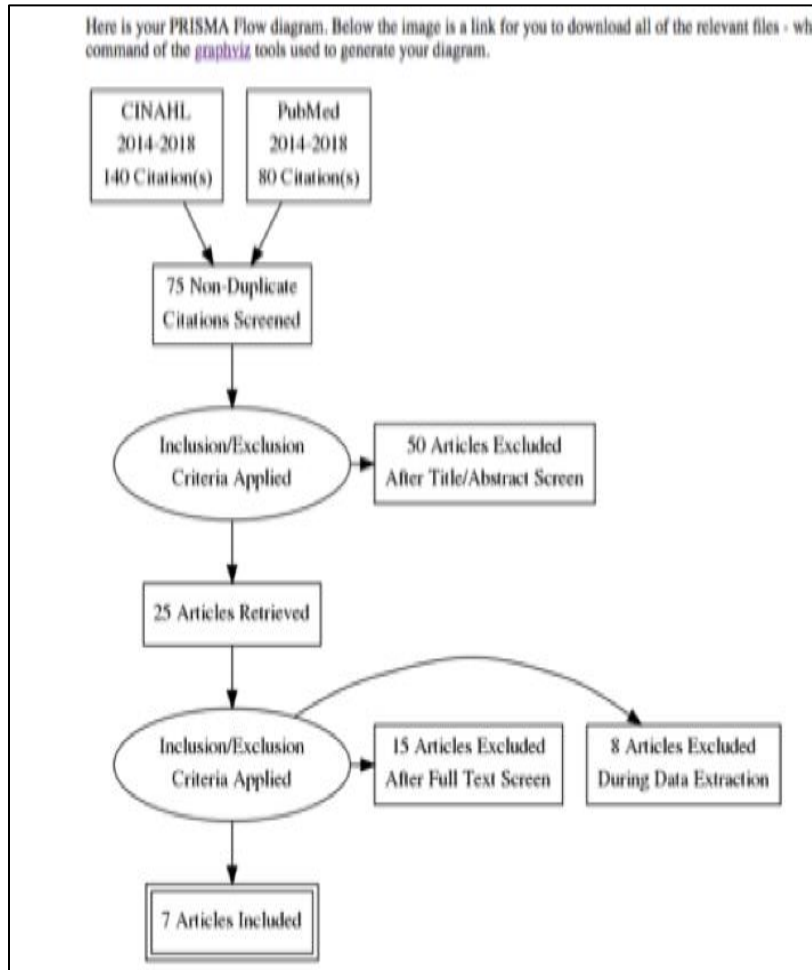 Here is your PRISMA Flow diagram. Below the image is a link for you to download all of the relevant files - wh
command of the graphviz tools used to generate your diagram.
CINAHL
2014-2018
140 Citation(s)
PubMed
2014-2018
80 Citation(s)
75 Non-Duplicate
Citations Screened
Inclusion/Exclusion
Criteria Applied
50 Articles Excluded
After Title/Abstract Screen
25 Articles Retrieved
Inclusion/Exclusion
Criteria Applied
15 Articles Excluded
After Full Text Screen
8 Articles Excluded
During Data Extraction
7 Articles Included